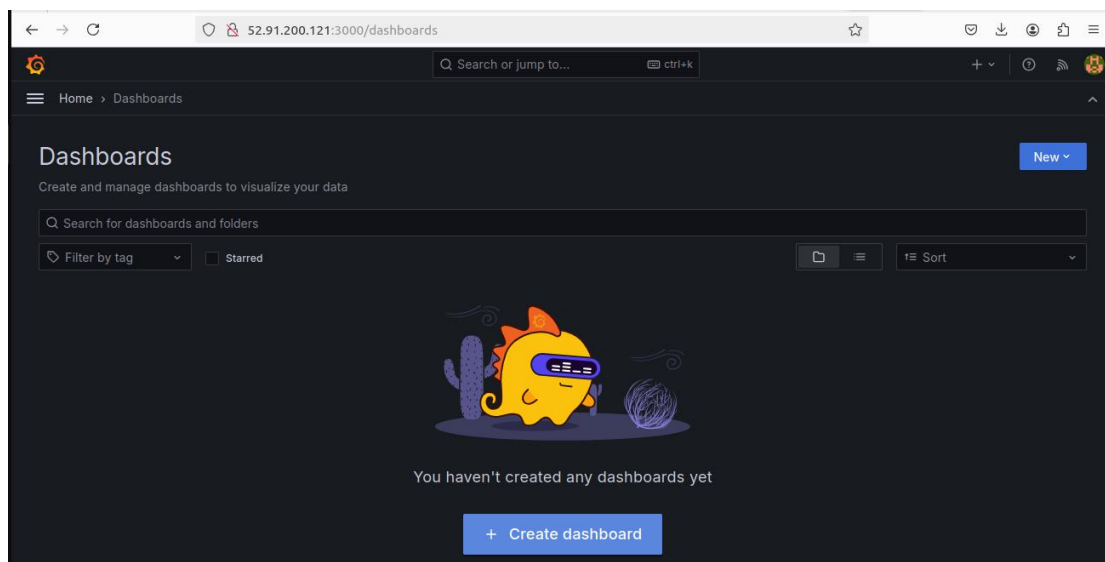 52.91.200.121:3000/dashboards
Search or jump to... ctrl+k
Home › Dashboards
Dashboards
New
Create and manage dashboards to visualize your data
Search for dashboards and folders
Filter by tag Starred Sort
You haven't created any dashboards yet
+ Create dashboard